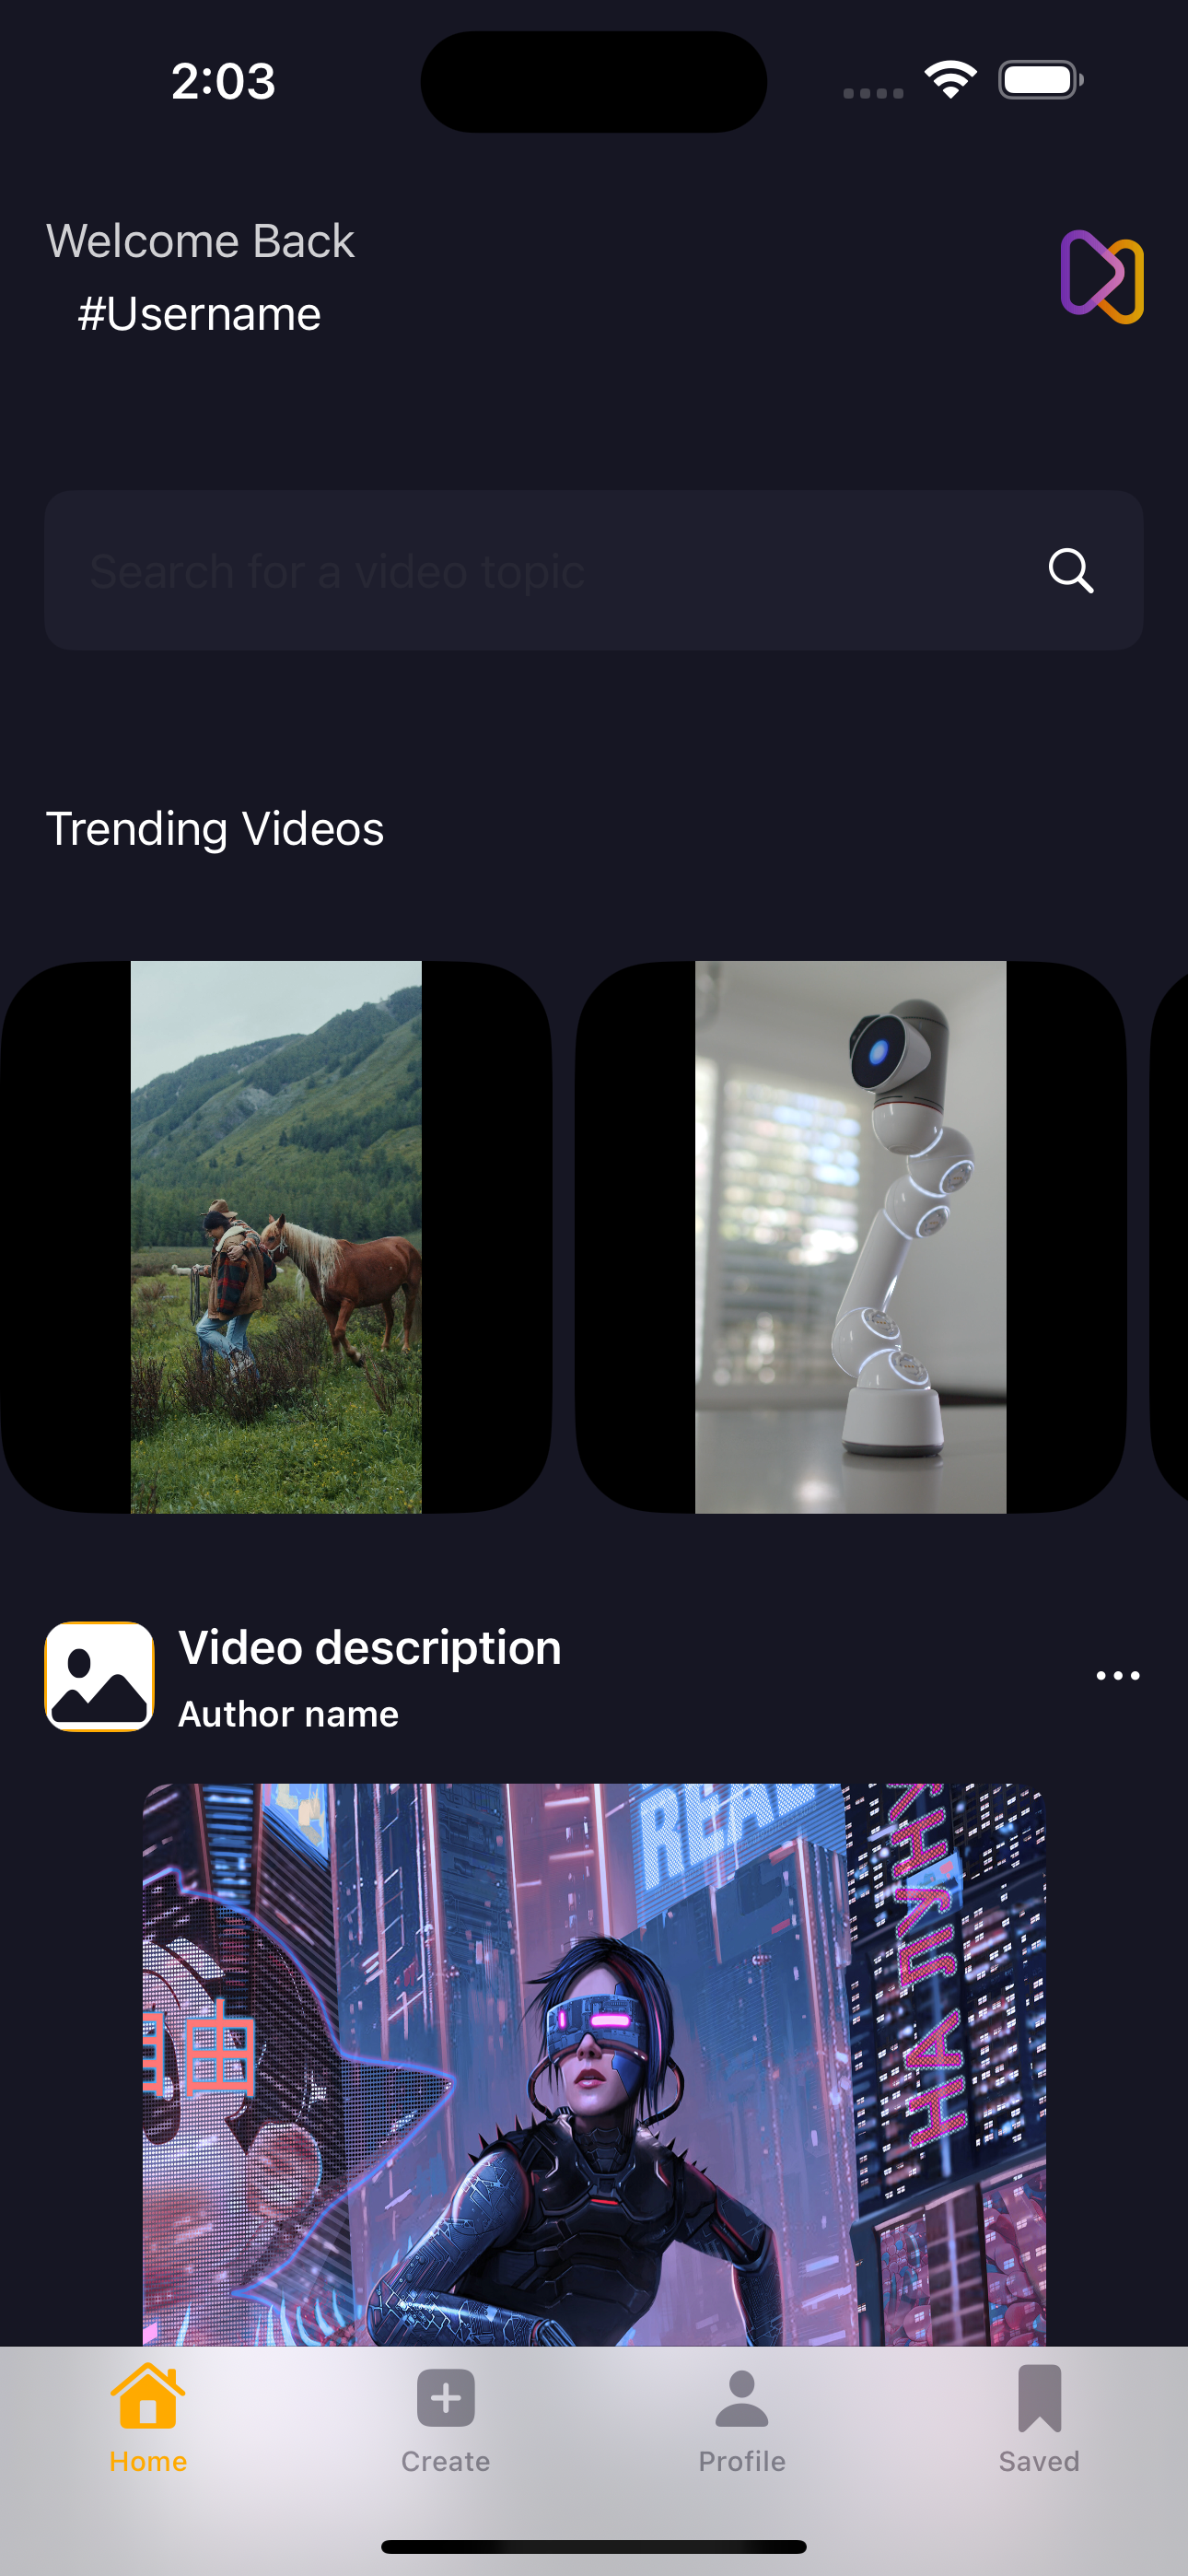 2:03
Welcome Back
#Username
Search for a video topic
Trending Videos
Video description
Author name
REAL
Home
Create
Profile
Saved